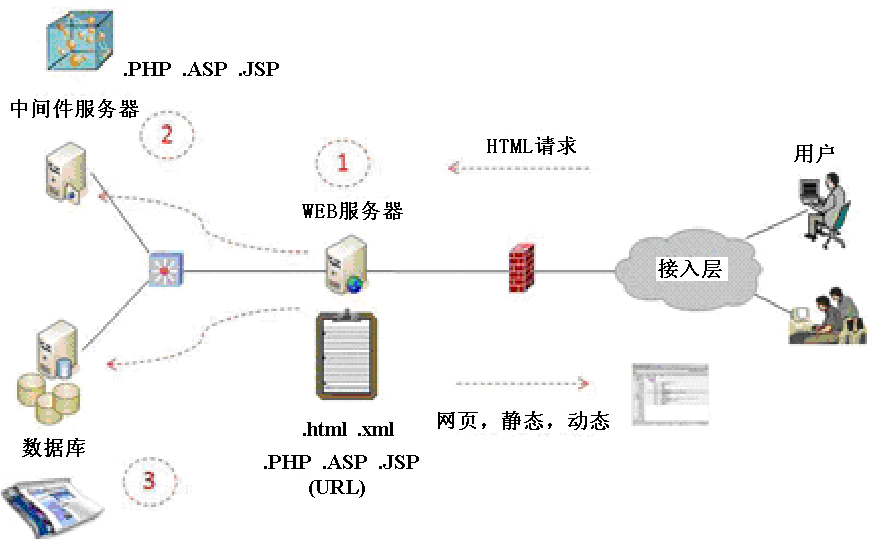 .PHP .ASP .JSP
中间件服务器
2
1
HTML请求
用户
WEB服务器
接入层
网页，静态，动态
.html .xml
数据库
.PHP .ASP .JSP
(URL)
3